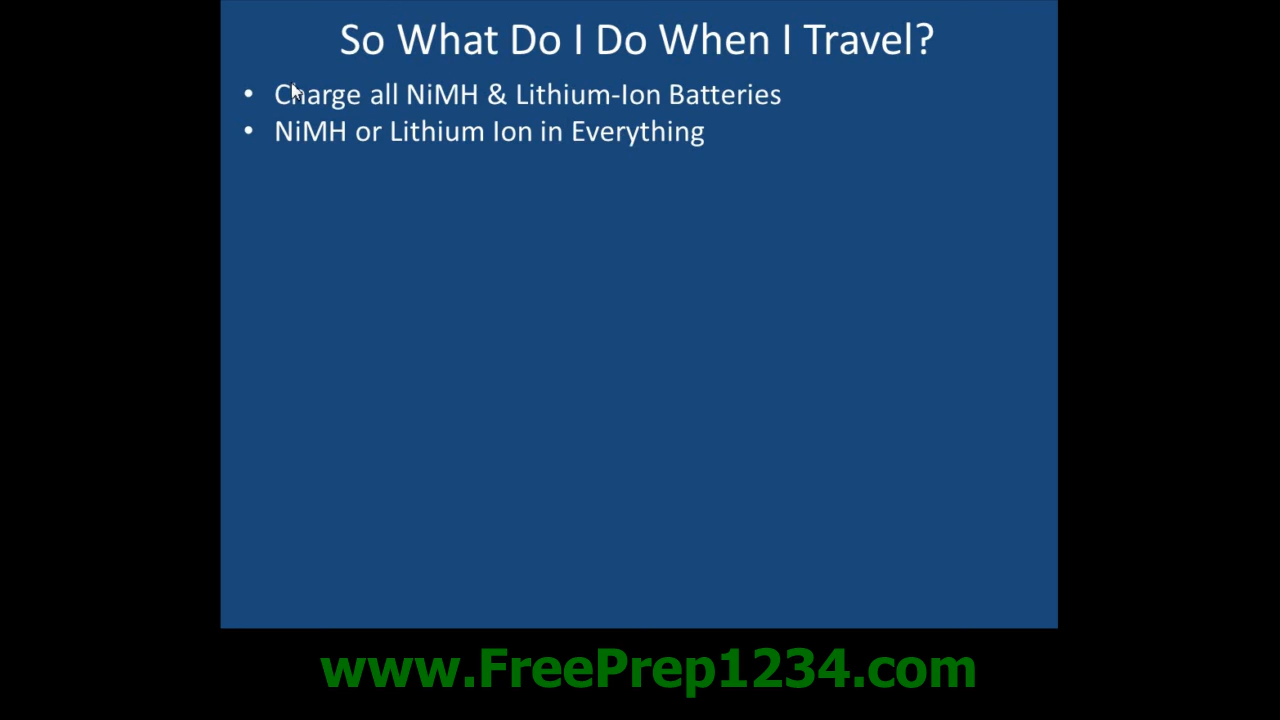 So What Do I Do When I Travel?
• Charge all NiMH & Lithium-Ion Batteries
• NiMH or Lithium Ion in Everything
www.FreePrep1234.com